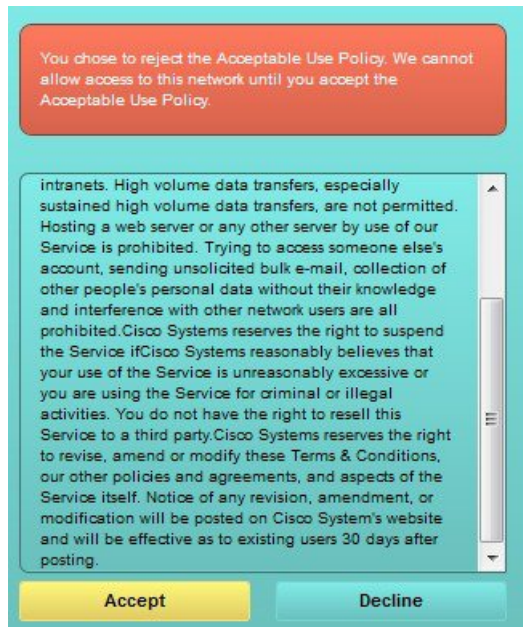 You chose to reject the Acceptable Use Policy. We cannot
allow access to this network until you accept the
Acceptable Use Policy.
intranets. High volume data transfers, especially
sustained high volume data transfers, are not permitted.
Hosting a web server or any other server by use of our
Service is prohibited. Trying to access someone else's
account, sending unsolicited bulk e-mail, collection of
other people's personal data without their knowledge
and interference with other network users are all
prohibited.Cisco Systems reserves the right to suspend
the Service ifCisco Systems reasonably believes that
your use of the Service is unreasonably excessive or
you are using the Service for criminal or illegal
activities. You do not have the right to resell this
Service to a third party.Cisco Systems reserves the right
to revise, amend or modify these Terms & Conditions,
our other policies and agreements, and aspects of the
Service itself. Notice of any revision, amendment, or
modification will be posted on Cisco System's website
and will be effective as to existing users 30 days after
posting.
Accept
Decline